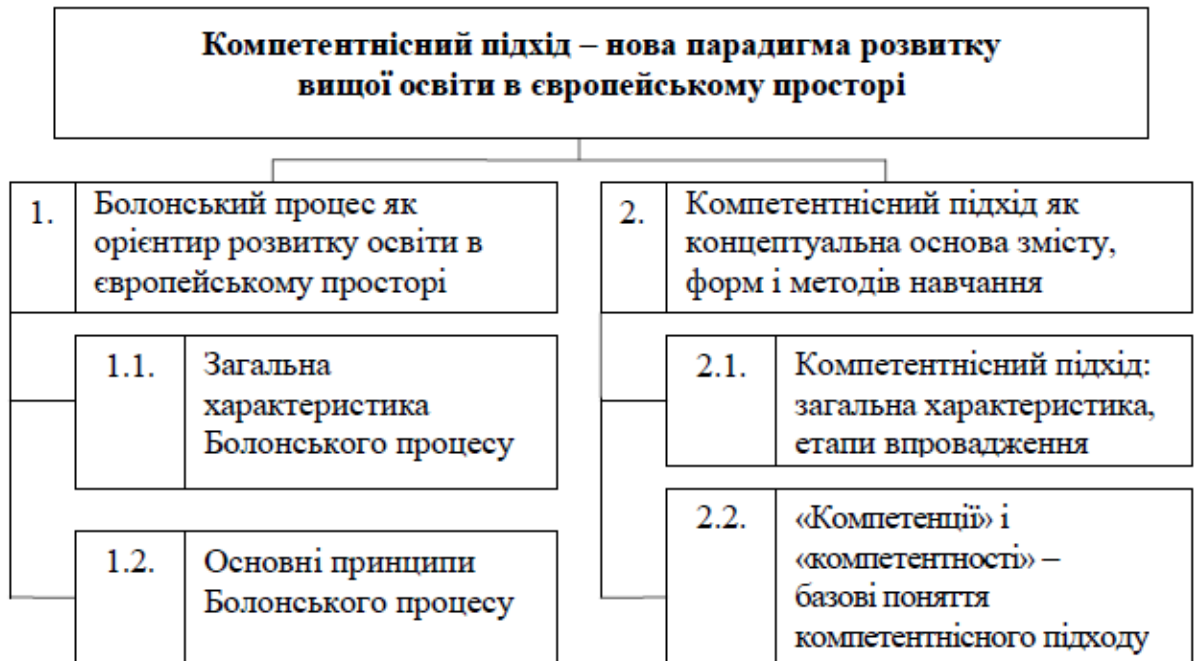 Компетентнісний підхід – нова парадигма розвитку
вищої освіти в європейському просторі
1. Болонський процес як
орієнтир розвитку освіти в
європейському просторі
1.1. Загальна
характеристика
Болонського процесу
1.2. Основні принципи
Болонського процесу
2. Компетентнісний підхід як
концептуальна основа змісту,
форм і методів навчання
2.1. Компетентнісний підхід:
загальна характеристика,
етапи впровадження
2.2. «Компетенції» і
«компетентності» –
базові поняття
компетентнісного підходу